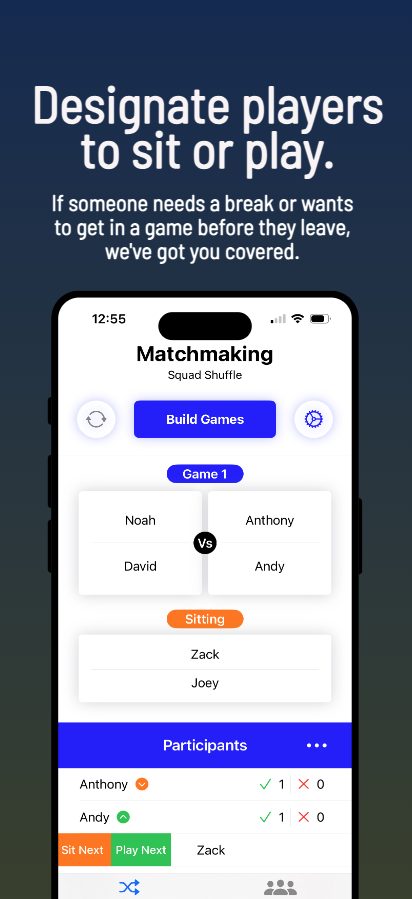 Designate players
to sit or play.
If someone needs a break or wants
to get in a game before they leave,
we've got you covered.
12:55
Matchmaking
Squad Shuffle
Build Games
Game 1
Noah Anthony
Vs
David Andy
Sitting
Zack
Joey
Participants
Anthony 1 0
Andy 1 0
Sit Next Play Next Zack